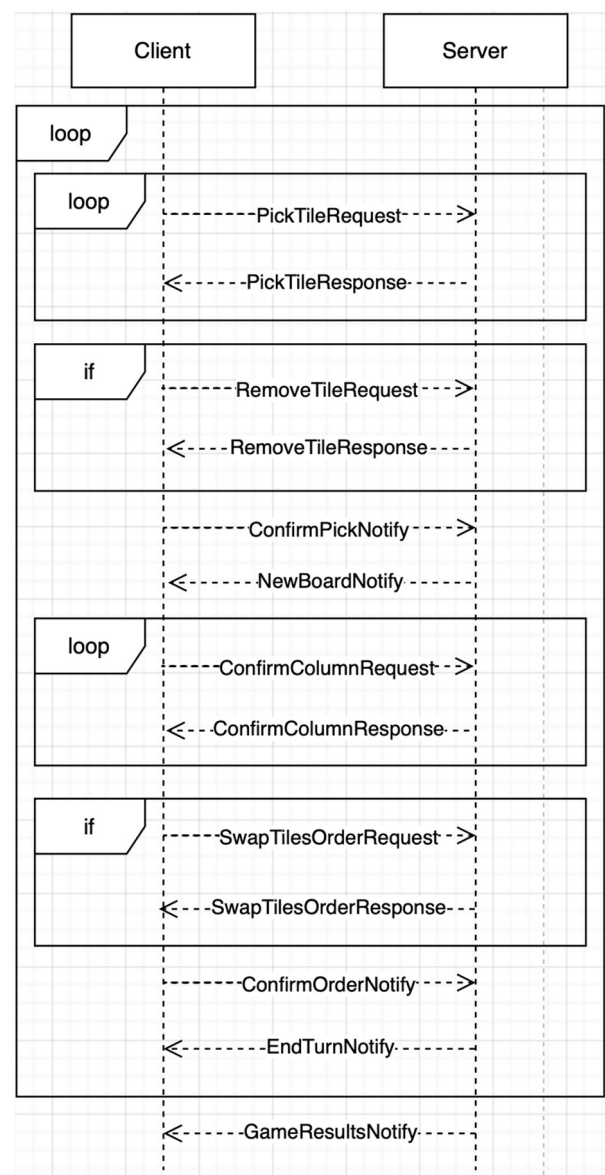 Client
Server
loop
loop
PickTileRequest
PickTileResponse
if
RemoveTileRequest
RemoveTileResponse
ConfirmPickNotify
NewBoardNotify
loop
ConfirmColumnRequest
ConfirmColumnResponse
if
SwapTilesOrderRequest
SwapTilesOrderResponse
ConfirmOrderNotify
EndTurnNotify
GameResultsNotify